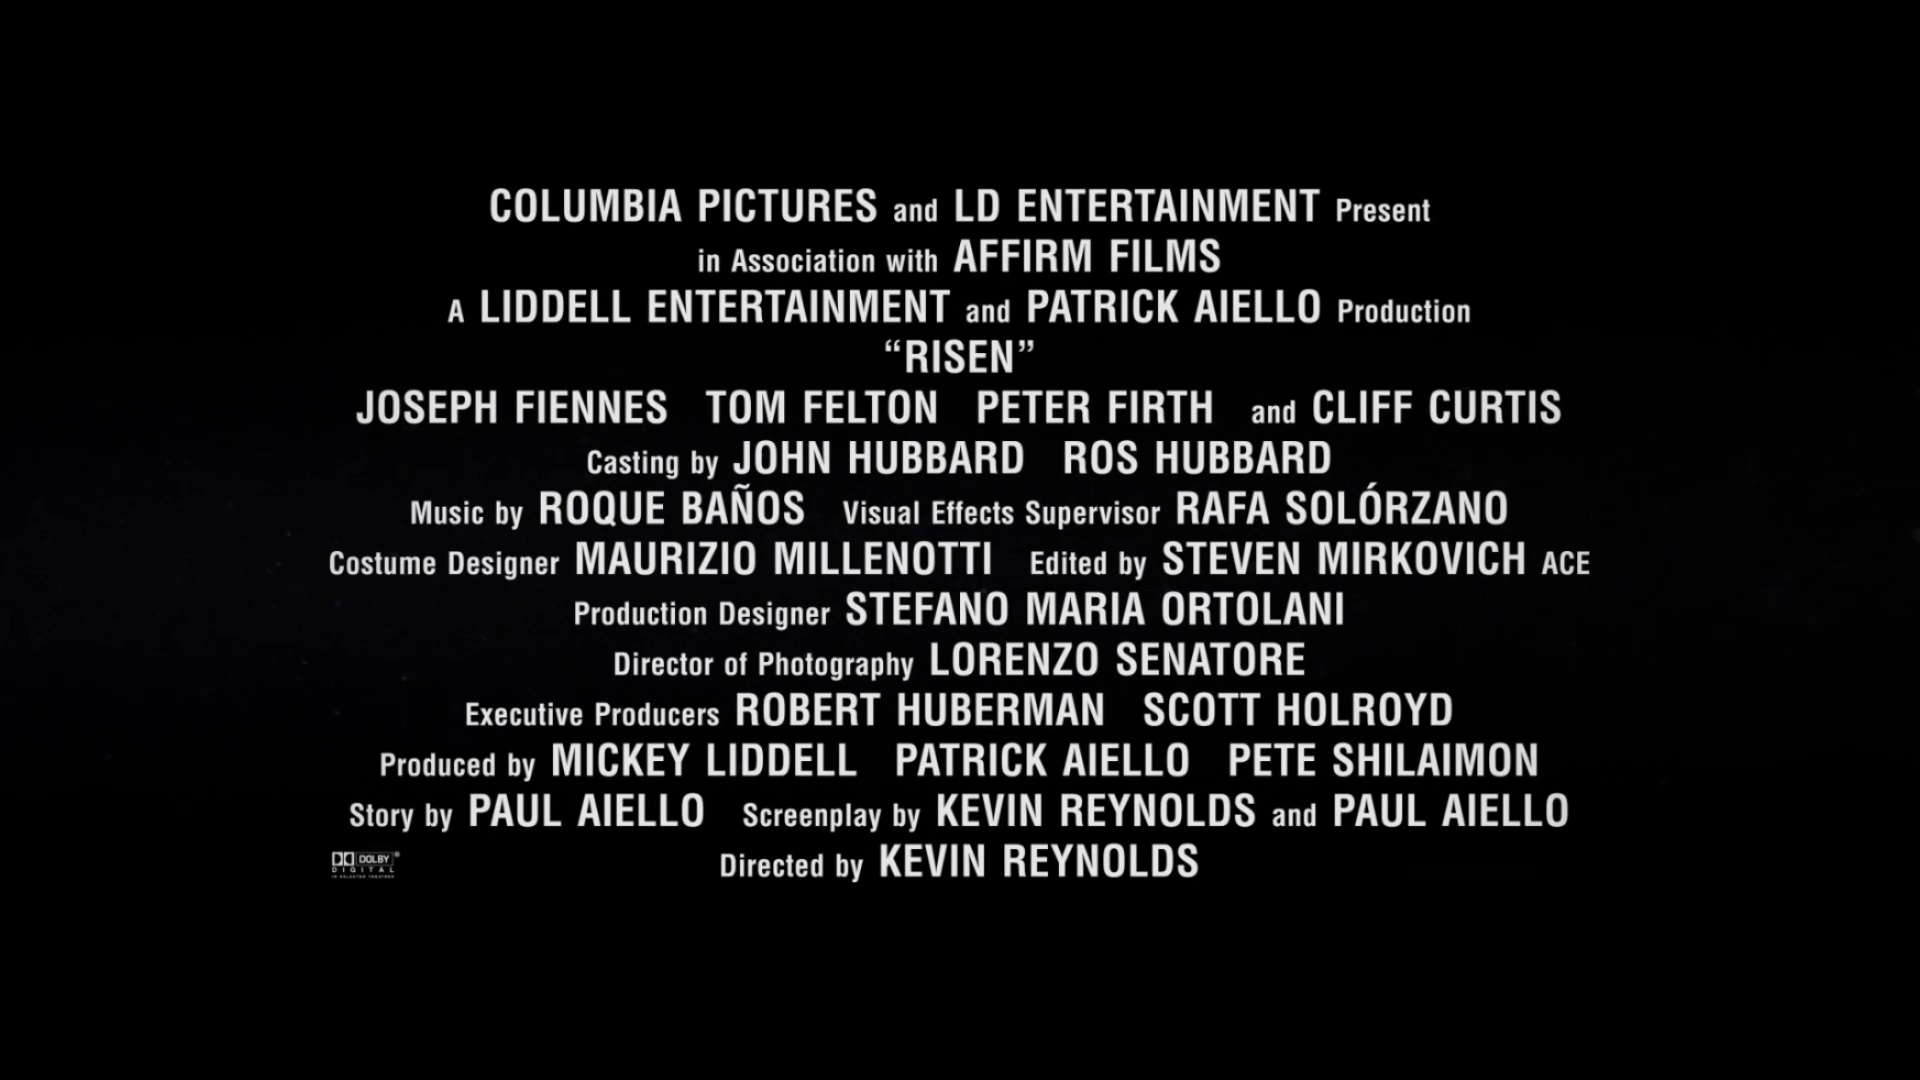 COLUMBIA PICTURES and LD ENTERTAINMENT Present
in Association with AFFIRM FILMS
A LIDDELL ENTERTAINMENT and PATRICK AIELLO Production
“RISEN”
JOSEPH FIENNES TOM FELTON PETER FIRTH and CLIFF CURTIS
Casting by JOHN HUBBARD ROS HUBBARD
Music by ROQUE BAÑOS Visual Effects Supervisor RAFA SOLÓRZANO
Costume Designer MAURIZIO MILLENOTTI Edited by STEVEN MIRKOVICH ACE
Production Designer STEFANO MARIA ORTOLANI
Director of Photography LORENZO SENATORE
Executive Producers ROBERT HUBERMAN SCOTT HOLROYD
Produced by MICKEY LIDDELL PATRICK AIELLO PETE SHILAIMON
Story by PAUL AIELLO Screenplay by KEVIN REYNOLDS and PAUL AIELLO
Directed by KEVIN REYNOLDS
DOLBY®
DIGITAL
IN SELECTED THEATRES